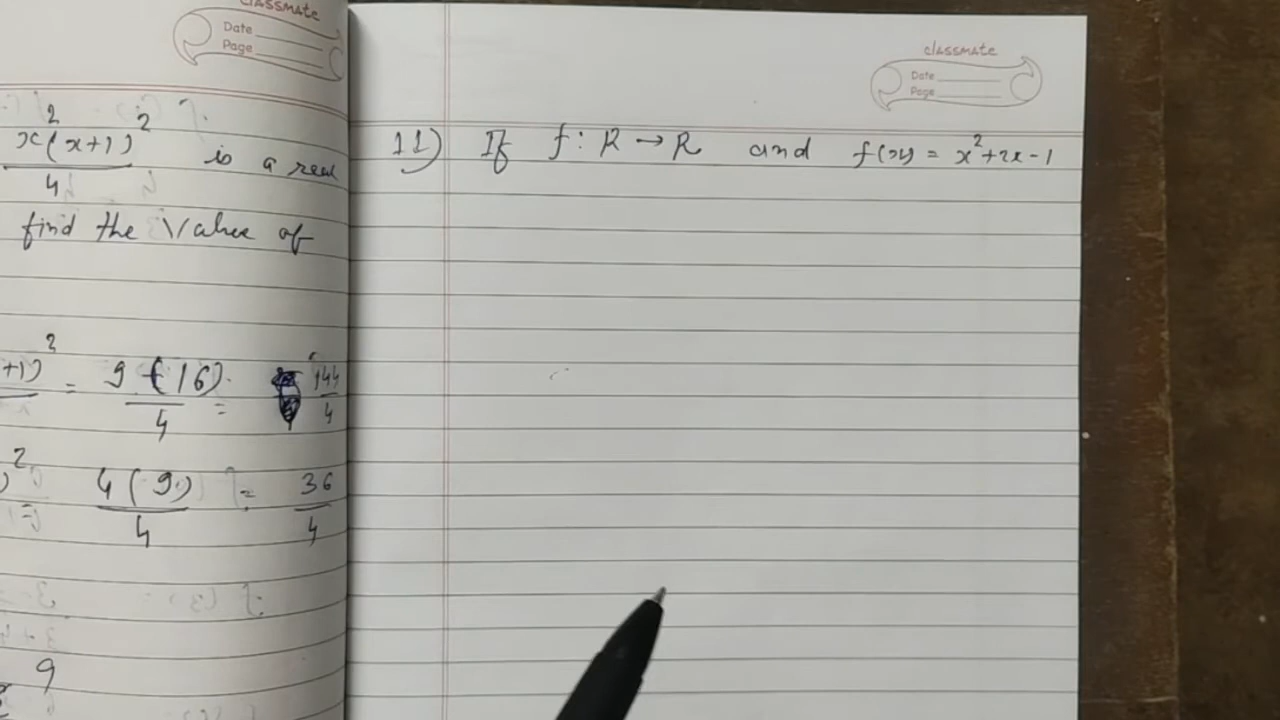 classmate
Date
Page
x²(x+1)²
4
is a real
find the value of
+1)² = 9(16) = 144
4 4
)² 4(9) = 36
4 4
9
classmate
Date
Page
11) If f: R → R and f(x) = x²+2x-1